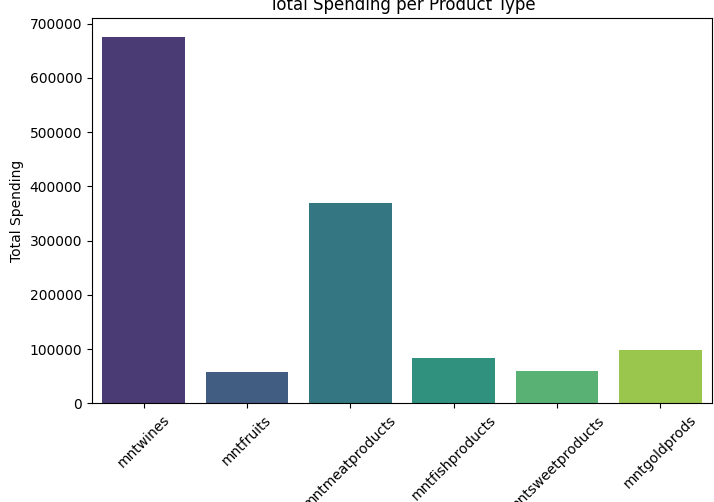 Total Spending per Product Type
700000
600000
500000
400000
300000
200000
100000
0
Total Spending
mntwines
mntfruits
mntmeatproducts
mntfishproducts
ntsweetproducts
mntgoldprods